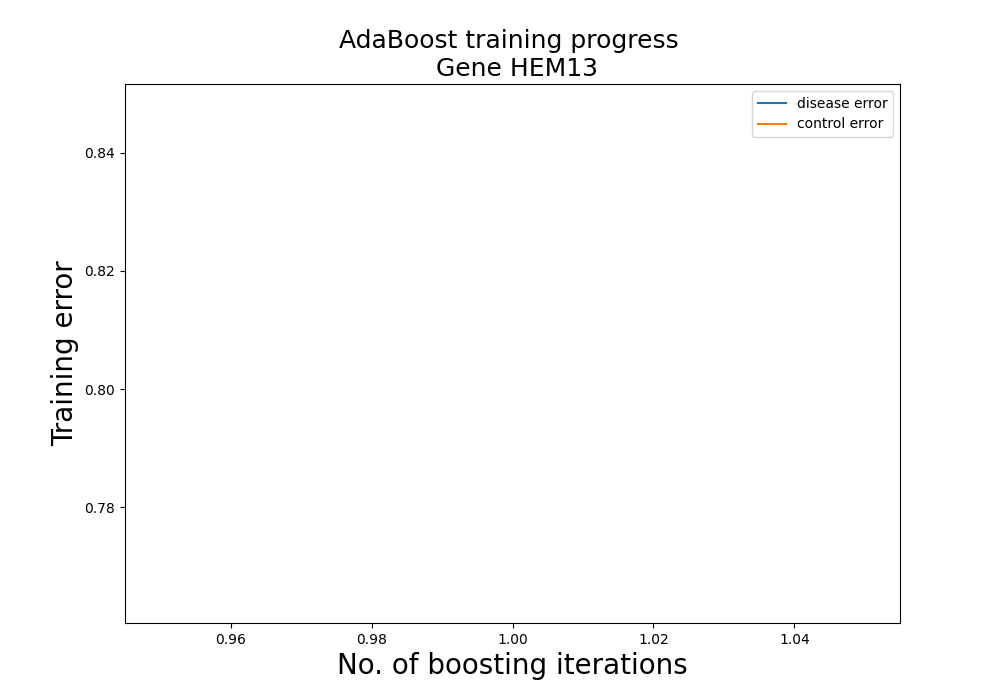 AdaBoost training progress
Gene HEM13
disease error
control error
Training error
0.84
0.82
0.80
0.78
0.96
0.98
1.00
1.02
1.04
No. of boosting iterations